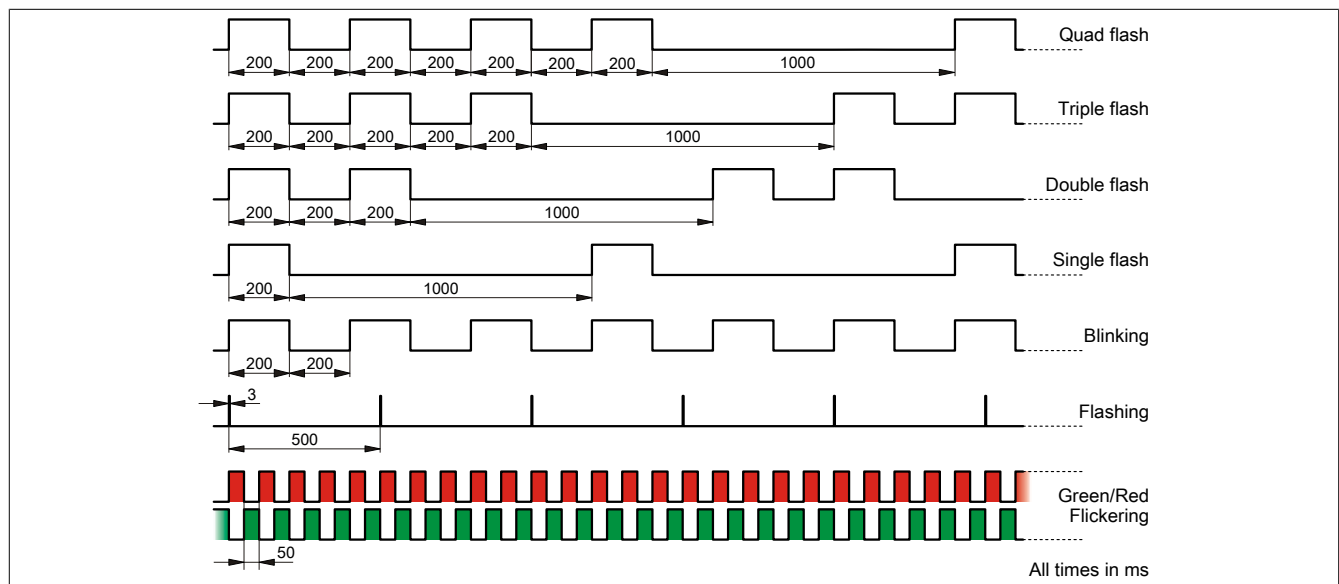 Quad flash
200 200 200 200 200 200 200 1000
Triple flash
200 200 200 200 200 1000
Double flash
200 200 200 1000
Single flash
200 1000
Blinking
200 200
3
Flashing
500
Green/Red
Flickering
50
All times in ms